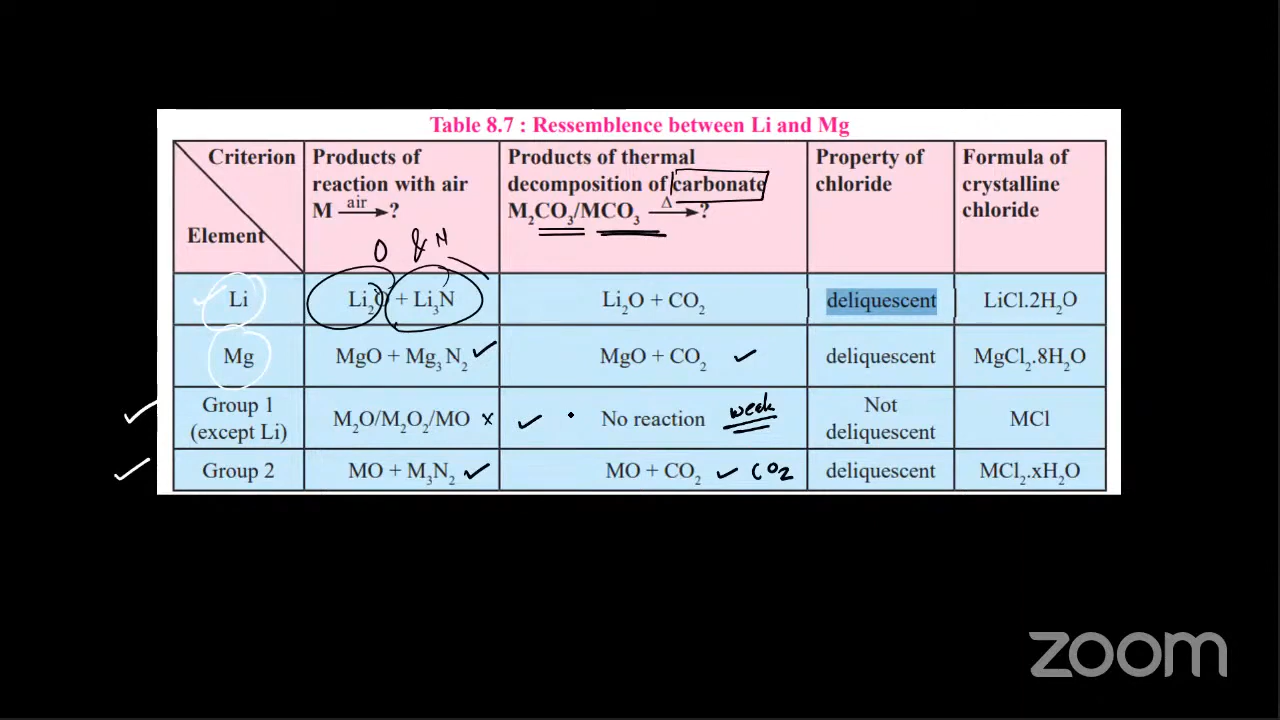 Table 8.7 : Ressemblence between Li and Mg
Criterion
Element
Products of
reaction with air
M —air→ ?
Products of thermal
decomposition of carbonate
M₂CO₃/MCO₃ —Δ→ ?
Property of
chloride
Formula of
crystalline
chloride
O & N
Li
Li₂O + Li₃N
Li₂O + CO₂
deliquescent
LiCl.2H₂O
Mg
MgO + Mg₃ N₂ ✓
MgO + CO₂ ✓
deliquescent
MgCl₂.8H₂O
✓ Group 1
(except Li)
M₂O/M₂O₂/MO ×
✓ No reaction weak
Not
deliquescent
MCl
✓ Group 2
MO + M₃N₂ ✓
MO + CO₂ ✓ CO₂
deliquescent
MCl₂.xH₂O
zoom